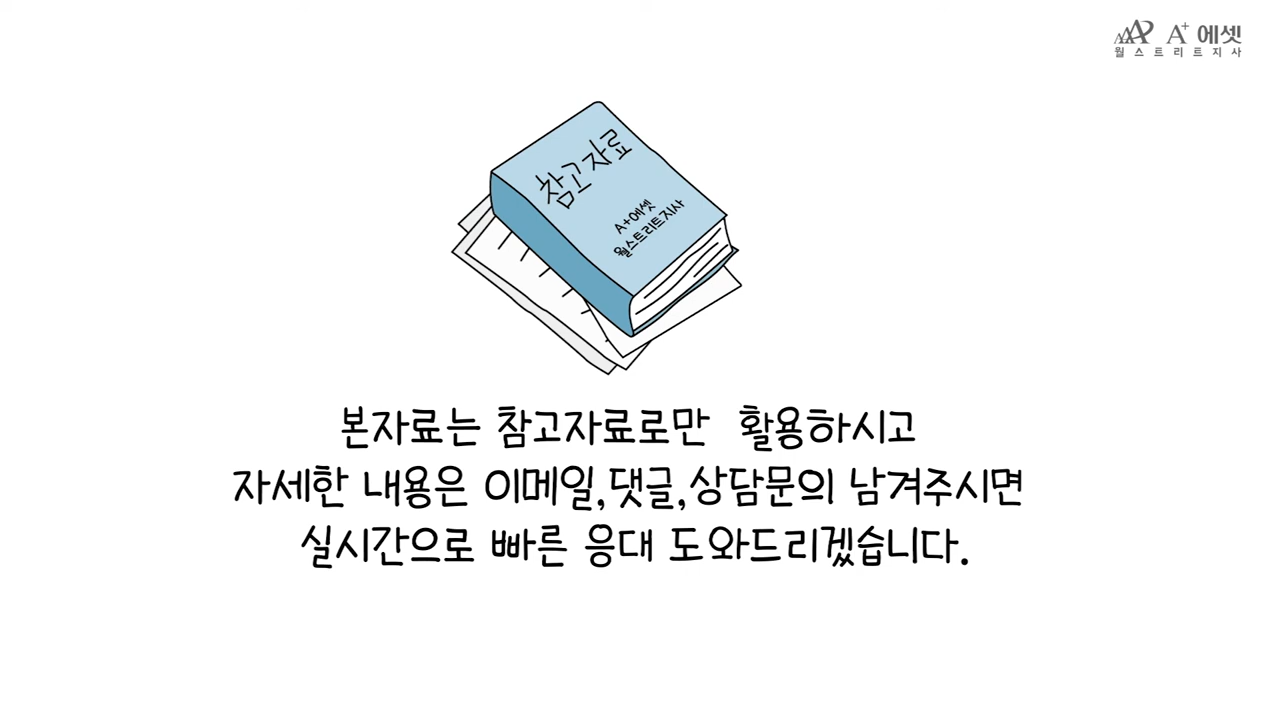 A+ 에셋
월스트리트지사
참고자료
A+에셋
월스트리트지사
본자료는 참고자료로만 활용하시고
자세한 내용은 이메일,댓글,상담문의 남겨주시면
실시간으로 빠른 응대 도와드리겠습니다.